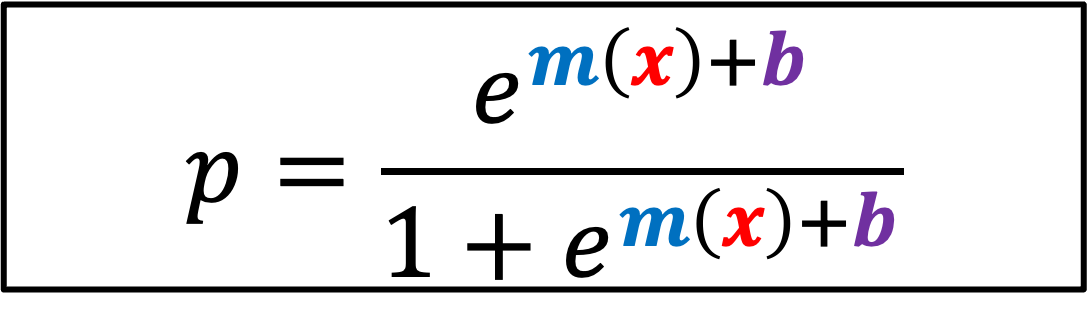 p = e^{m(x)+b} / 1 + e^{m(x)+b}